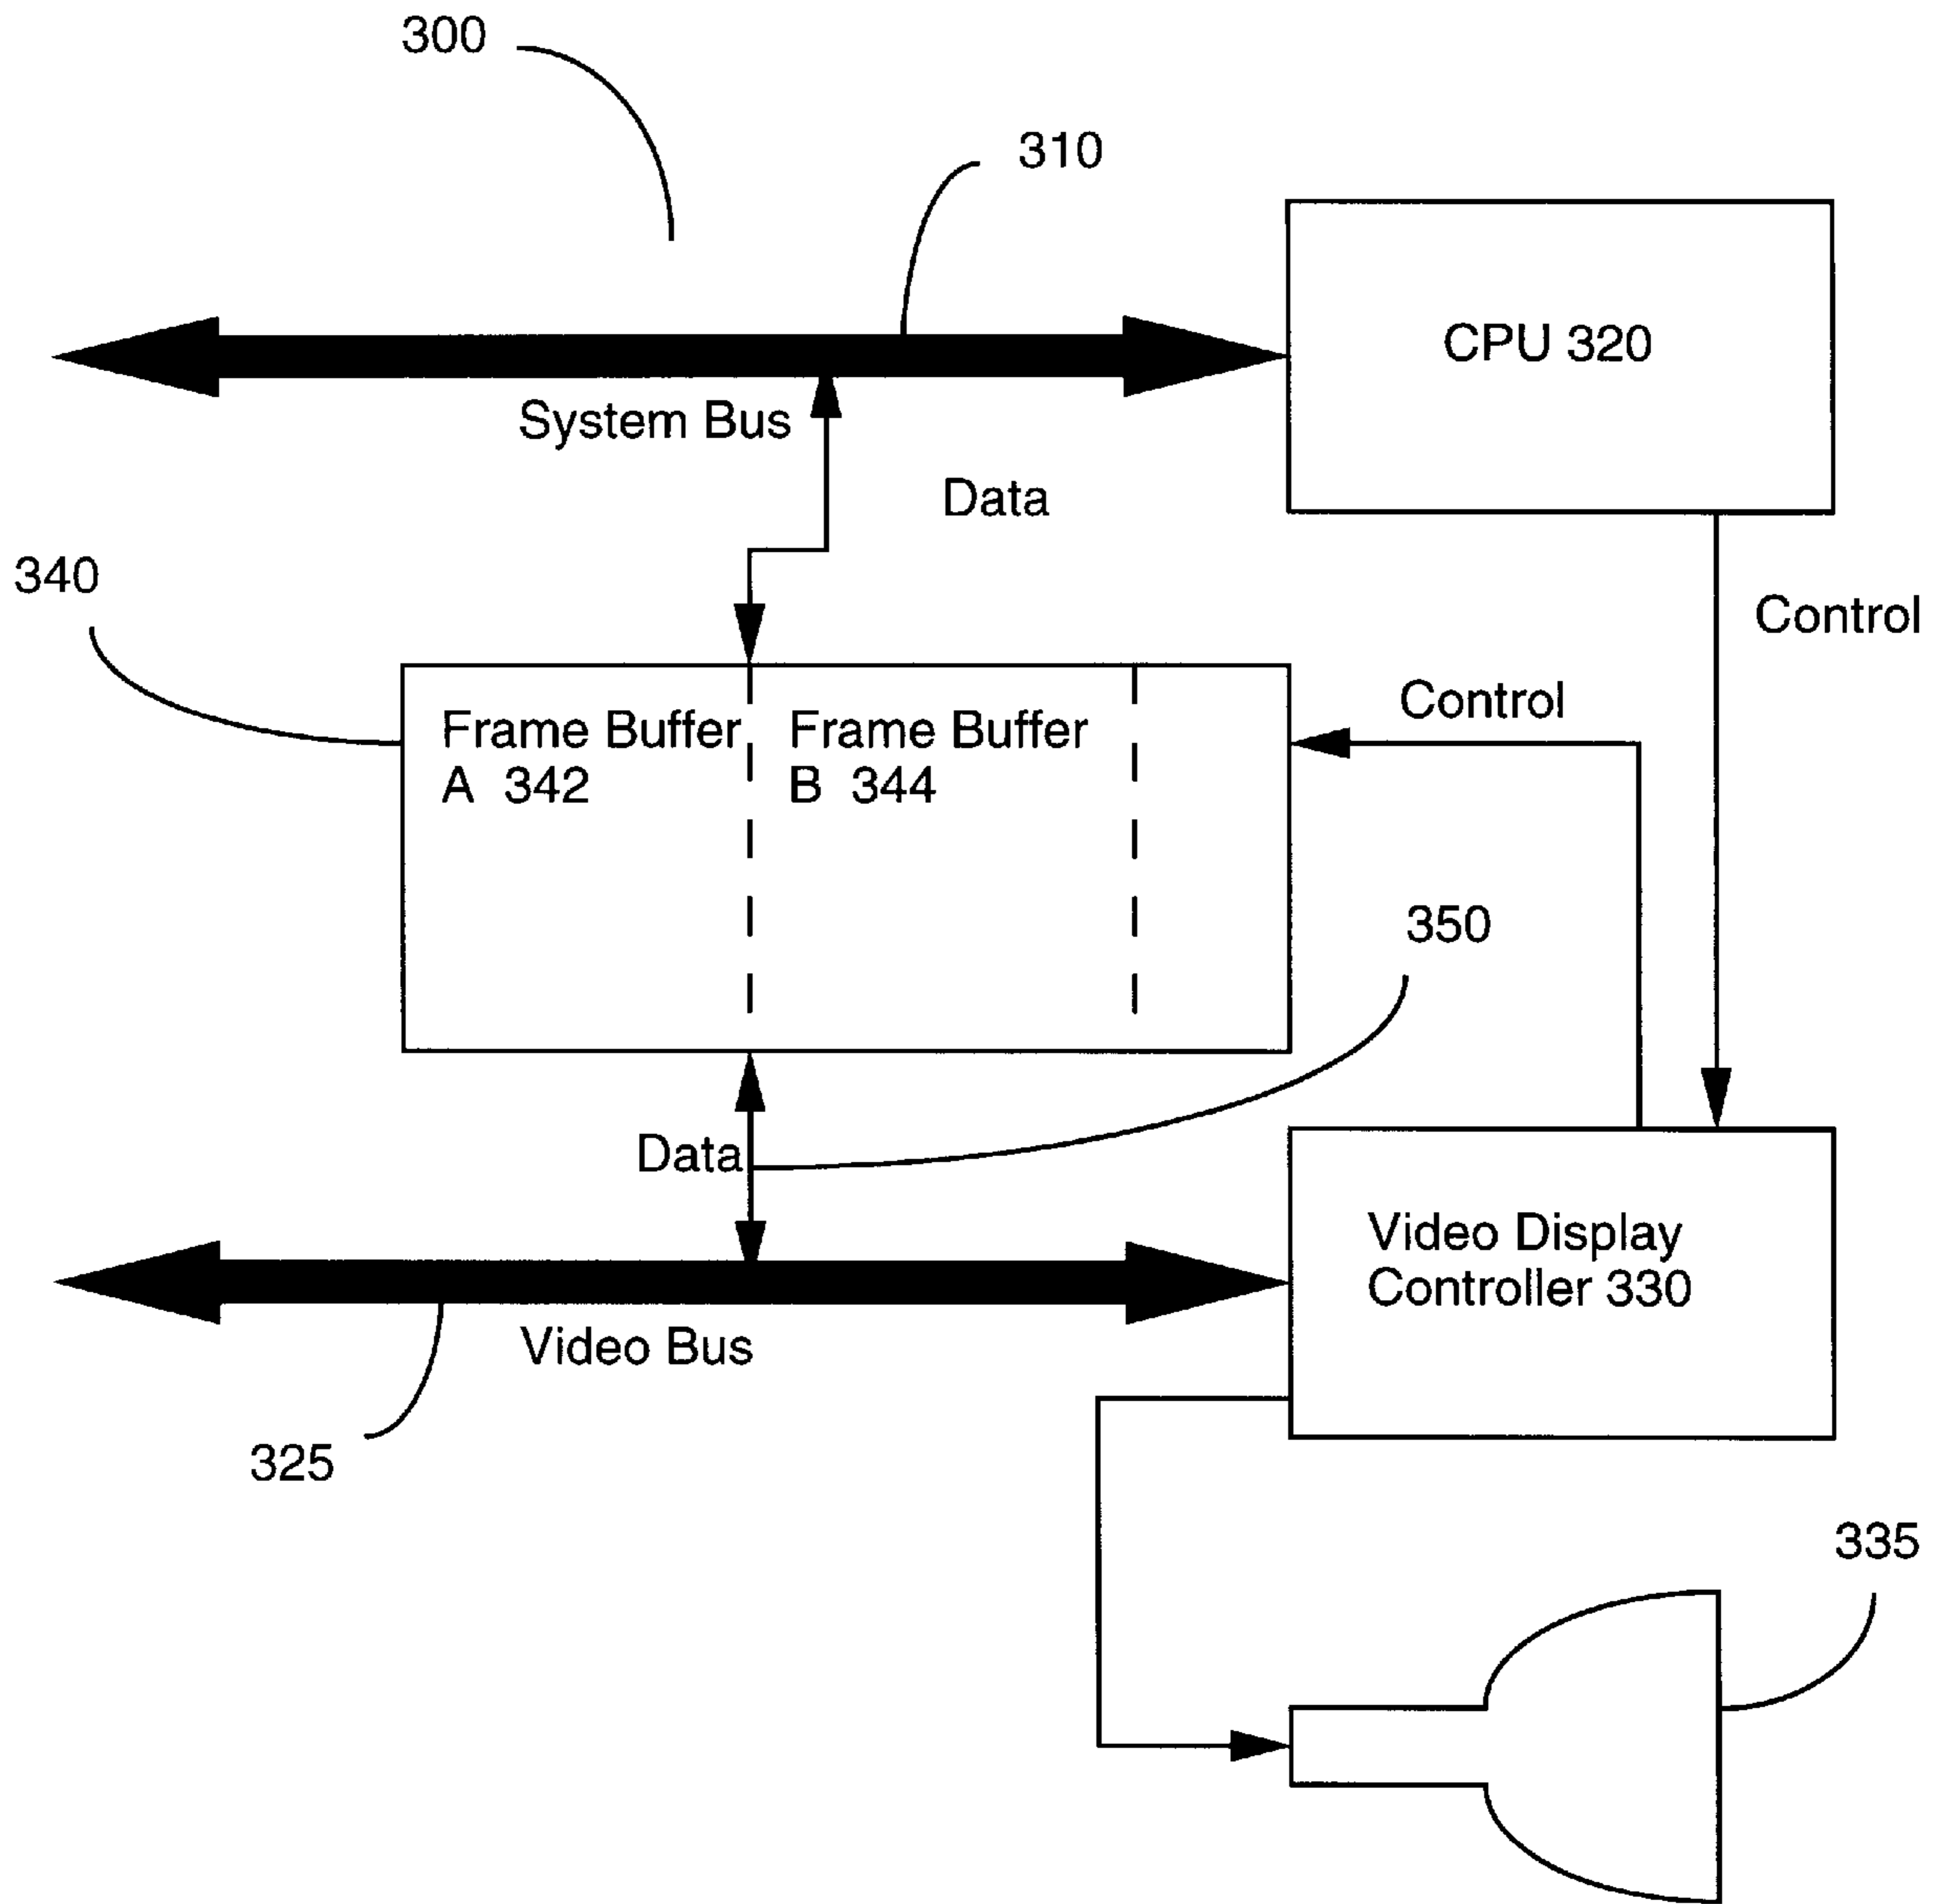 300
310
CPU 320
System Bus
Data
340
Control
Control
Frame Buffer
A 342
Frame Buffer
B 344
350
Data
Video Display
Controller 330
Video Bus
325
335